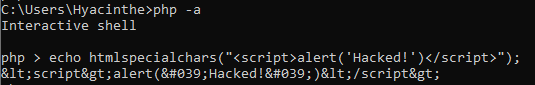 C:\Users\Hyacinthe>php -a
Interactive shell
php > echo htmlspecialchars("<script>alert('Hacked!')</script>");
&lt;script&gt;alert(&#039;Hacked!&#039;)&lt;/script&gt;